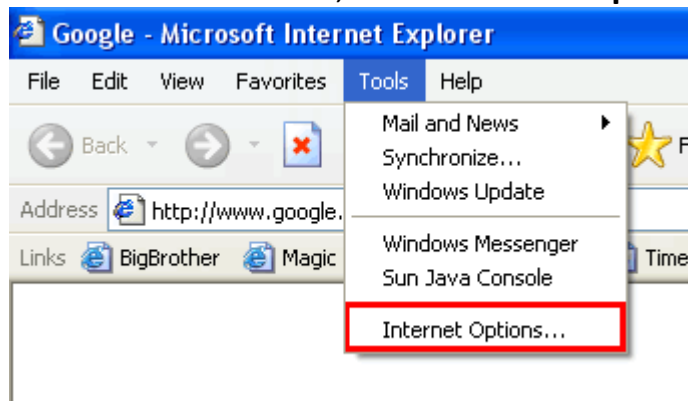 Google - Microsoft Internet Explorer
File Edit View Favorites Tools Help
Back
Mail and News
Synchronize...
Windows Update
Address http://www.google.
Links BigBrother Magic Time
Windows Messenger
Sun Java Console
Internet Options...